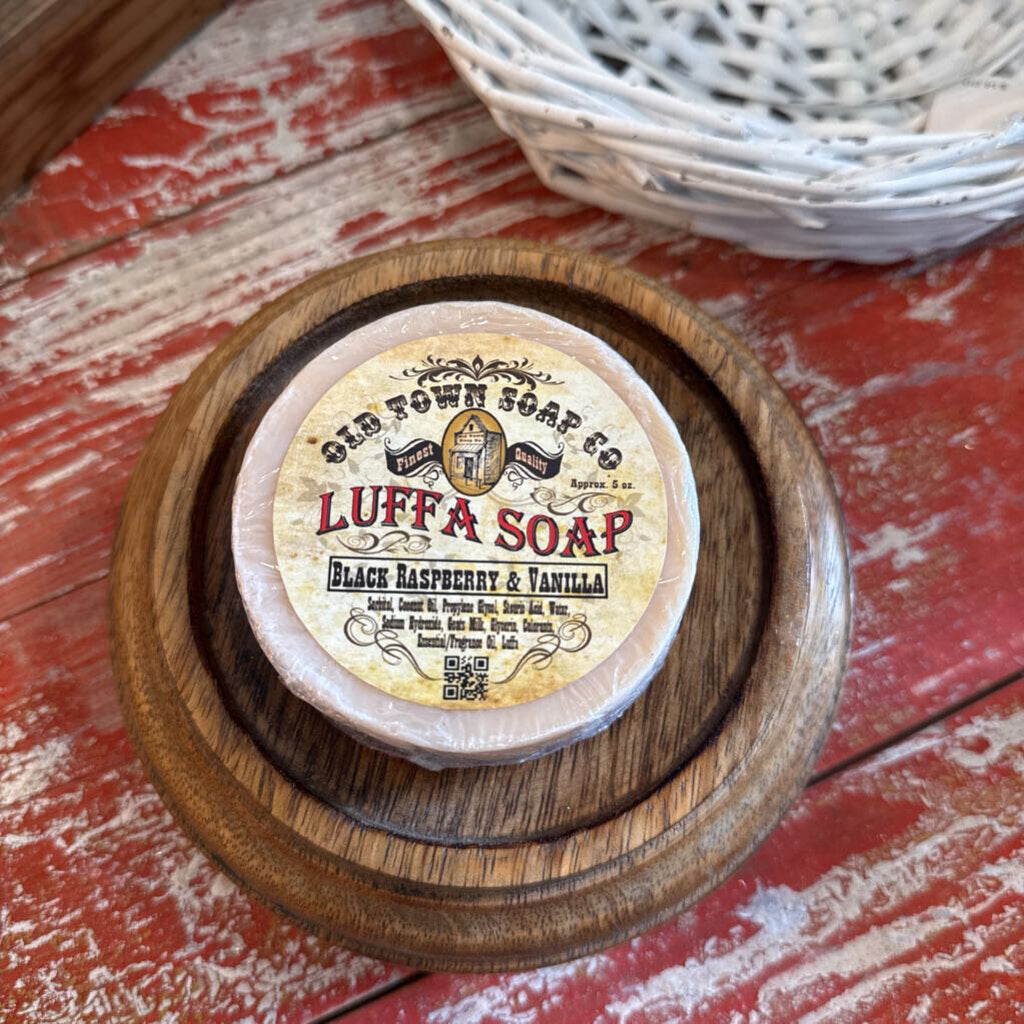 OLD TOWN SOAP CO
Finest Quality
Approx. 5 oz.
LUFFA SOAP
BLACK RASPBERRY & VANILLA
Sorbitol, Coconut Oil, Propylene Glycol, Stearic Acid, Water,
Sodium Hydroxide, Goats Milk, Glycerin, Colorants,
Essential/Fragrance Oil, Luffa